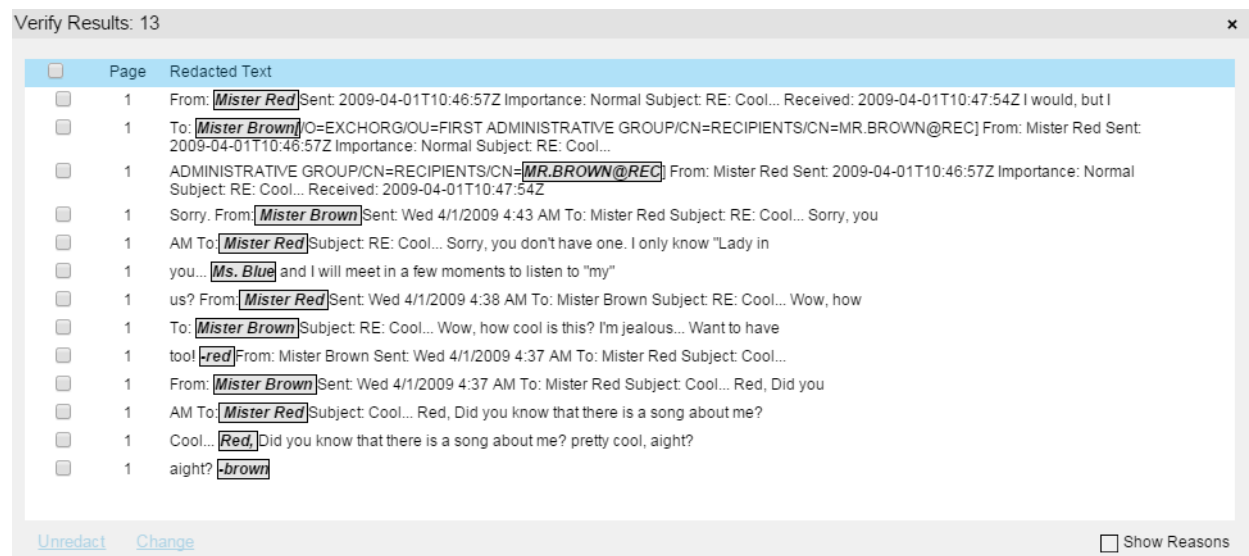 Verify Results: 13 ×
Page Redacted Text
1 From: Mister Red Sent: 2009-04-01T10:46:57Z Importance: Normal Subject: RE: Cool... Received: 2009-04-01T10:47:54Z I would, but I
1 To: Mister Brown[/O=EXCHORG/OU=FIRST ADMINISTRATIVE GROUP/CN=RECIPIENTS/CN=MR.BROWN@REC] From: Mister Red Sent:
2009-04-01T10:46:57Z Importance: Normal Subject: RE: Cool...
1 ADMINISTRATIVE GROUP/CN=RECIPIENTS/CN=MR.BROWN@REC] From: Mister Red Sent: 2009-04-01T10:46:57Z Importance: Normal
Subject: RE: Cool... Received: 2009-04-01T10:47:54Z
1 Sorry. From: Mister Brown Sent: Wed 4/1/2009 4:43 AM To: Mister Red Subject: RE: Cool... Sorry, you
1 AM To: Mister Red Subject: RE: Cool... Sorry, you don't have one. I only know "Lady in
1 you... Ms. Blue and I will meet in a few moments to listen to "my"
1 us? From: Mister Red Sent: Wed 4/1/2009 4:38 AM To: Mister Brown Subject: RE: Cool... Wow, how
1 To: Mister Brown Subject: RE: Cool... Wow, how cool is this? I'm jealous... Want to have
1 too! -red From: Mister Brown Sent: Wed 4/1/2009 4:37 AM To: Mister Red Subject: Cool...
1 From: Mister Brown Sent: Wed 4/1/2009 4:37 AM To: Mister Red Subject: Cool... Red, Did you
1 AM To: Mister Red Subject: Cool... Red, Did you know that there is a song about me?
1 Cool... Red, Did you know that there is a song about me? pretty cool, aight?
1 aight? -brown
Unredact Change Show Reasons